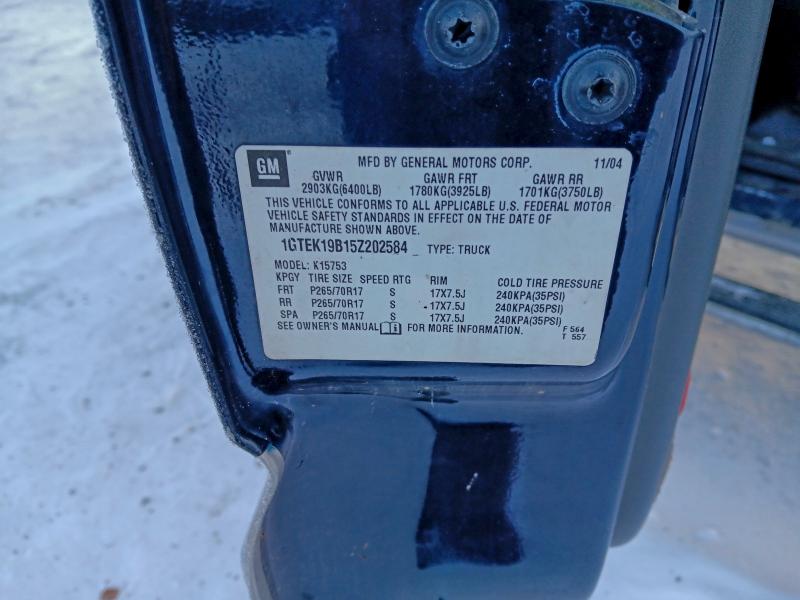 GM® MFD BY GENERAL MOTORS CORP. 11/04
GVWR GAWR FRT GAWR RR
2903KG(6400LB) 1780KG(3925LB) 1701KG(3750LB)
THIS VEHICLE CONFORMS TO ALL APPLICABLE U.S. FEDERAL MOTOR
VEHICLE SAFETY STANDARDS IN EFFECT ON THE DATE OF
MANUFACTURE SHOWN ABOVE.
1GTEK19B15Z202584 TYPE: TRUCK
MODEL: K15753
KPGY TIRE SIZE SPEED RTG RIM COLD TIRE PRESSURE
FRT P265/70R17 S 17X7.5J 240KPA(35PSI)
RR P265/70R17 S 17X7.5J 240KPA(35PSI)
SPA P265/70R17 S 17X7.5J 240KPA(35PSI)
SEE OWNER'S MANUAL FOR MORE INFORMATION. F 564
T 557